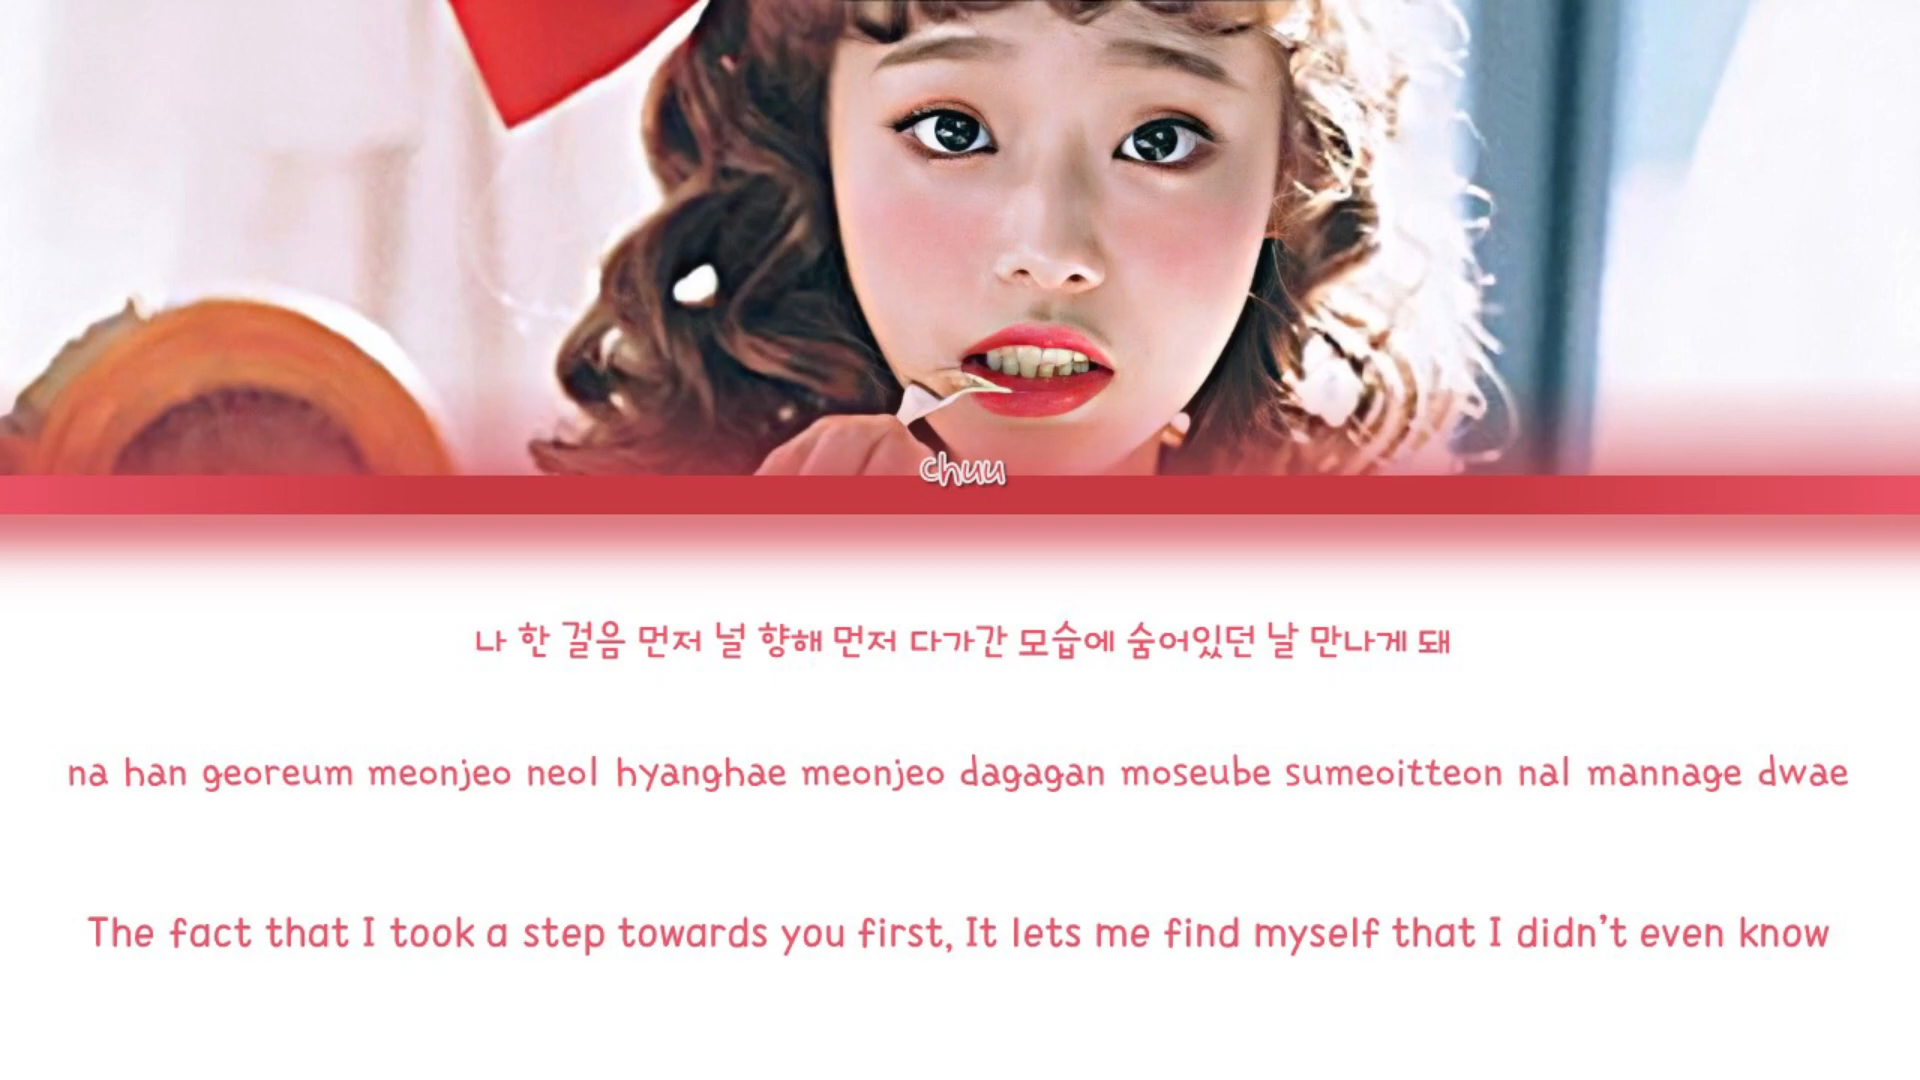 chuu
나 한 걸음 먼저 널 향해 먼저 다가간 모습에 숨어있던 날 만나게 돼
na han georeum meonjeo neol hyanghae meonjeo dagagan moseube sumeoitteon nal mannage dwae
The fact that I took a step towards you first, It lets me find myself that I didn't even know